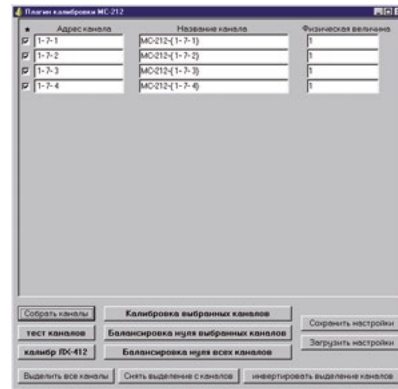 Плагин калибровки МС-212
* Адрес канала Название канала Физическая величина
1-7-1 МС-212-{1-7-1} 1
1-7-2 МС-212-{1-7-2} 1
1-7-3 МС-212-{1-7-3} 1
1-7-4 МС-212-{1-7-4} 1
Собрать каналы Калибровка выбранных каналов
Сохранить настройки
тест каналов Балансировка нуля выбранных каналов
Загрузить настройки
калибр ПХ-412 Балансировка нуля всех каналов
Выделить все каналы Снять выделение с каналов инвертировать выделение каналов